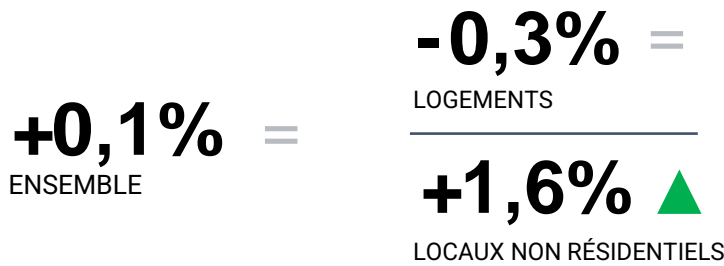 +0,1% =
ENSEMBLE
-0,3% =
LOGEMENTS
+1,6% ▲
LOCAUX NON RÉSIDENTIELS